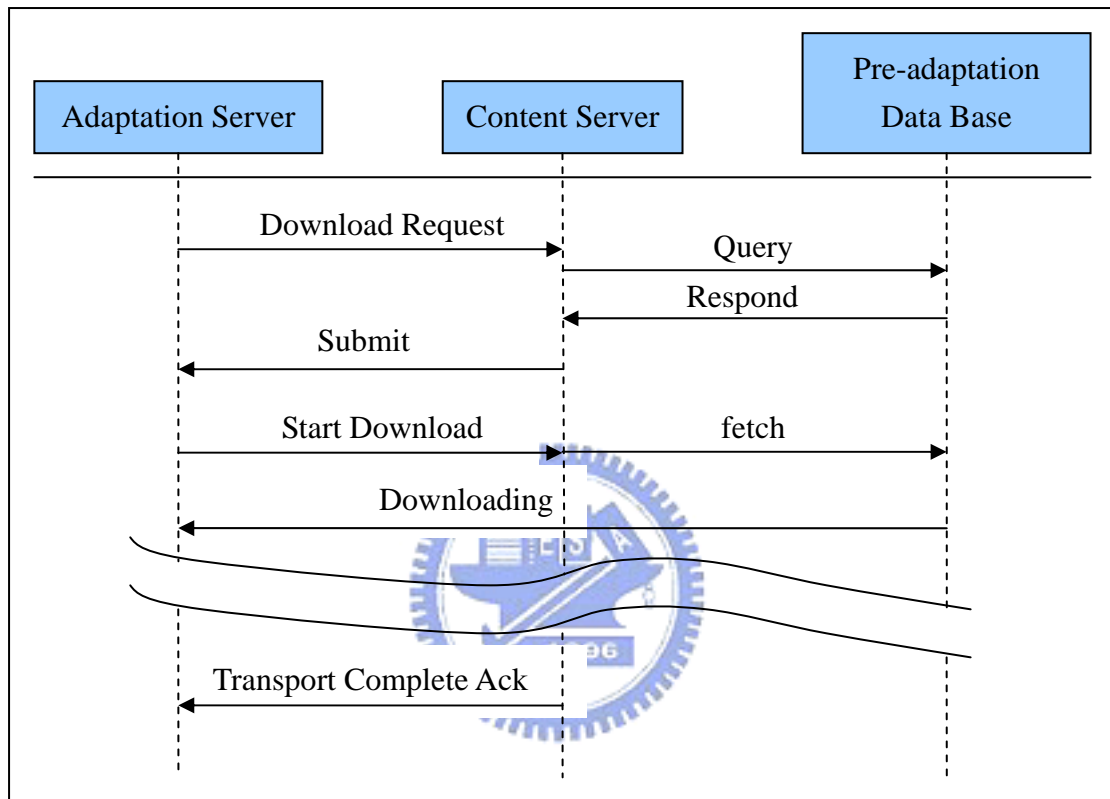 Pre-adaptation
Data Base
Adaptation Server
Content Server
Download Request
Query
Respond
Submit
Start Download
fetch
Downloading
Transport Complete Ack